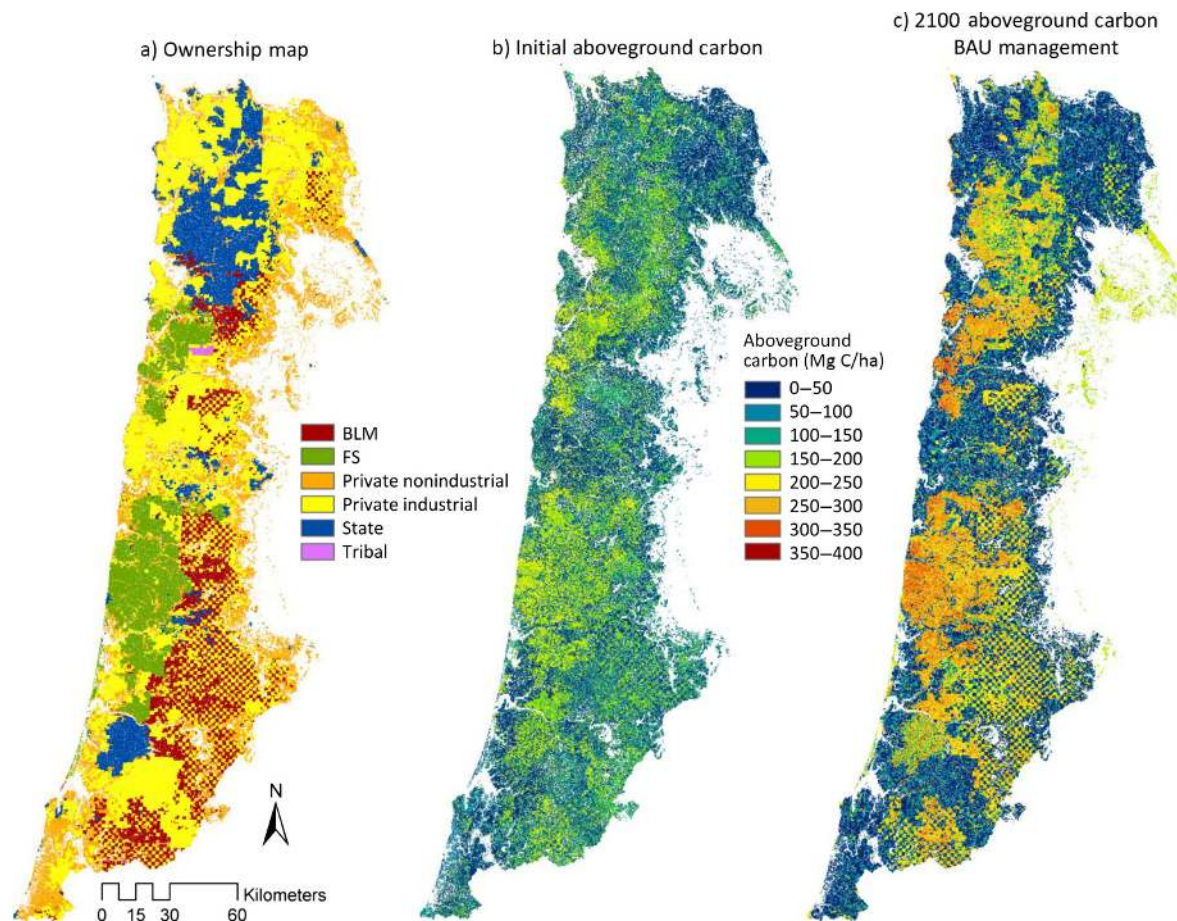 a) Ownership map
b) Initial aboveground carbon
c) 2100 aboveground carbon
BAU management
BLM
FS
Private nonindustrial
Private industrial
State
Tribal
Aboveground
carbon (Mg C/ha)
0–50
50–100
100–150
150–200
200–250
250–300
300–350
350–400
N
Kilometers
0 15 30 60